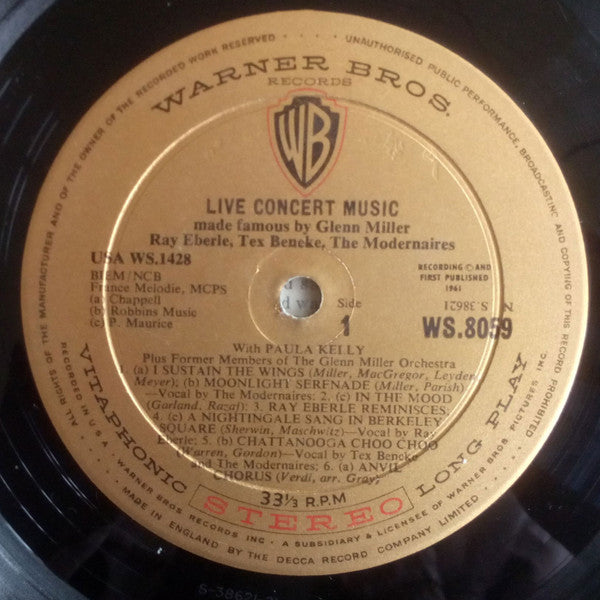 ALL RIGHTS OF THE MANUFACTURER AND OF THE OWNER OF THE RECORDED WORK RESERVED
UNAUTHORISED PUBLIC PERFORMANCE, BROADCASTING AND COPYING OF THIS RECORD PROHIBITED
WARNER BROS.
RECORDS
WB
LIVE CONCERT MUSIC
made famous by Glenn Miller
Ray Eberle, Tex Beneke, The Modernaires
USA WS.1428
BIEM/NCB
France Melodie, MCPS
(a) Chappell
(b) Robbins Music
(c) P. Maurice
Side
1
RECORDING Ⓟ AND
FIRST PUBLISHED
1961
S. 38621
N
WS.8059
With PAULA KELLY
Plus Former Members of The Glenn Miller Orchestra
1. (a) I SUSTAIN THE WINGS (Miller, MacGregor, Leyden,
Meyer); (b) MOONLIGHT SERENADE (Miller, Parish)
—Vocal by The Modernaires; 2. (c) IN THE MOOD
(Garland, Razaf); 3. RAY EBERLE REMINISCES;
4. (c) A NIGHTINGALE SANG IN BERKELEY
SQUARE (Sherwin, Maschwitz)—Vocal by Ray
Eberle; 5. (b) CHATTANOOGA CHOO CHOO
(Warren, Gordon)—Vocal by Tex Beneke
and The Modernaires; 6. (a) ANVIL
CHORUS (Verdi, arr. Gray)
33⅓ R.P.M
VITAPHONIC STEREO LONG PLAY
RECORDED IN U.S.A. WARNER BROS RECORDS INC · A SUBSIDIARY & LICENSEE OF WARNER BROS PICTURES INC.
MADE IN ENGLAND BY THE DECCA RECORD COMPANY LIMITED